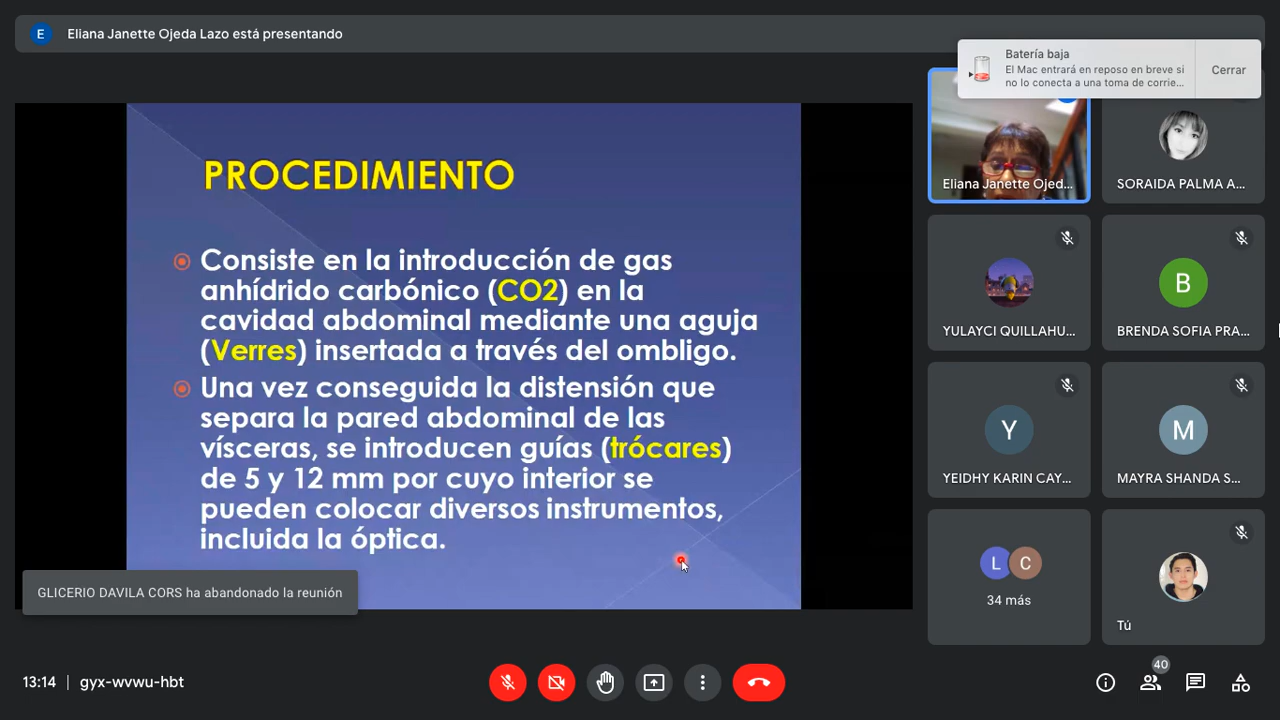 E
Eliana Janette Ojeda Lazo está presentando
Batería baja
El Mac entrará en reposo en breve si
no lo conecta a una toma de corrie...
Cerrar
PROCEDIMIENTO
Consiste en la introducción de gas
anhídrido carbónico (CO2) en la
cavidad abdominal mediante una aguja
(Verres) insertada a través del ombligo.
Una vez conseguida la distensión que
separa la pared abdominal de las
vísceras, se introducen guías (trócares)
de 5 y 12 mm por cuyo interior se
pueden colocar diversos instrumentos,
incluida la óptica.
GLICERIO DAVILA CORS ha abandonado la reunión
Eliana Janette Ojed...
SORAIDA PALMA A...
YULAYCI QUILLAHU...
B
BRENDA SOFIA PRA...
Y
YEIDHY KARIN CAY...
M
MAYRA SHANDA S...
L C
34 más
Tú
13:14 | gyx-wvwu-hbt
40